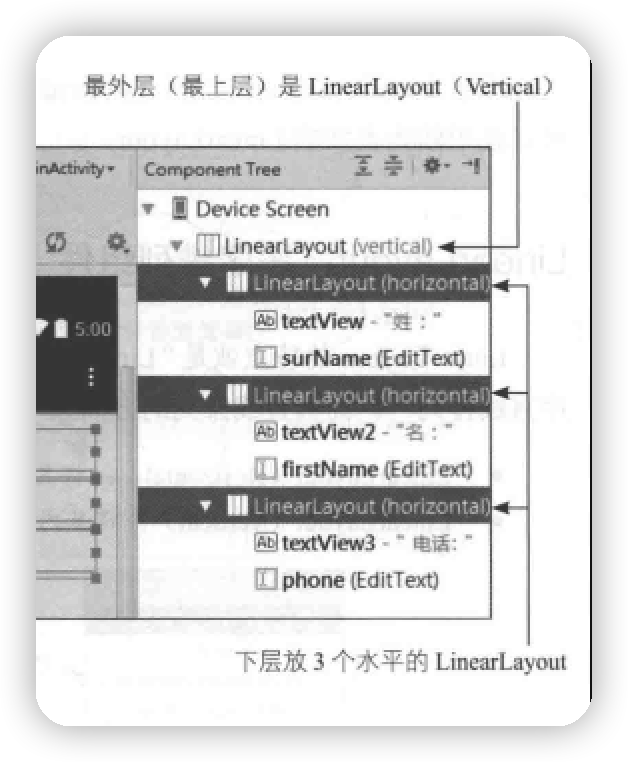 最外层（最上层）是 LinearLayout（Vertical）
inActivity
Component Tree
Device Screen
LinearLayout (vertical)
LinearLayout (horizontal)
5:00
Ab textView - "姓："
surName (EditText)
LinearLayout (horizontal)
Ab textView2 - "名："
firstName (EditText)
LinearLayout (horizontal)
Ab textView3 - " 电话: "
phone (EditText)
下层放 3 个水平的 LinearLayout